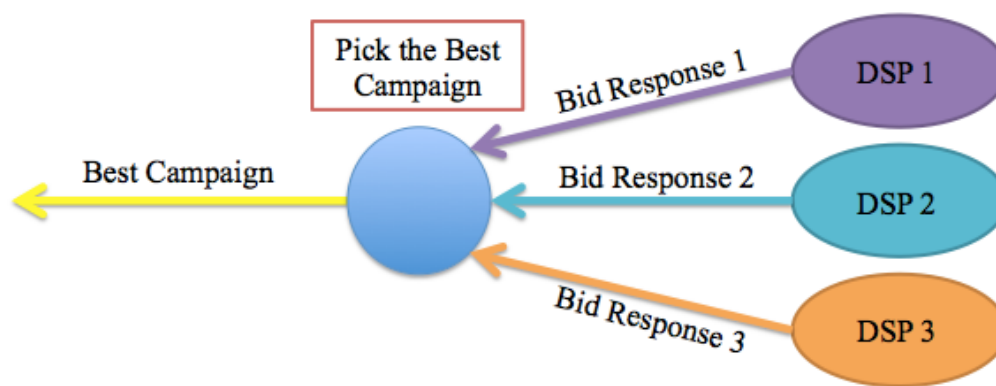 Pick the Best
Campaign
Bid Response 1
DSP 1
Best Campaign
Bid Response 2
DSP 2
Bid Response 3
DSP 3